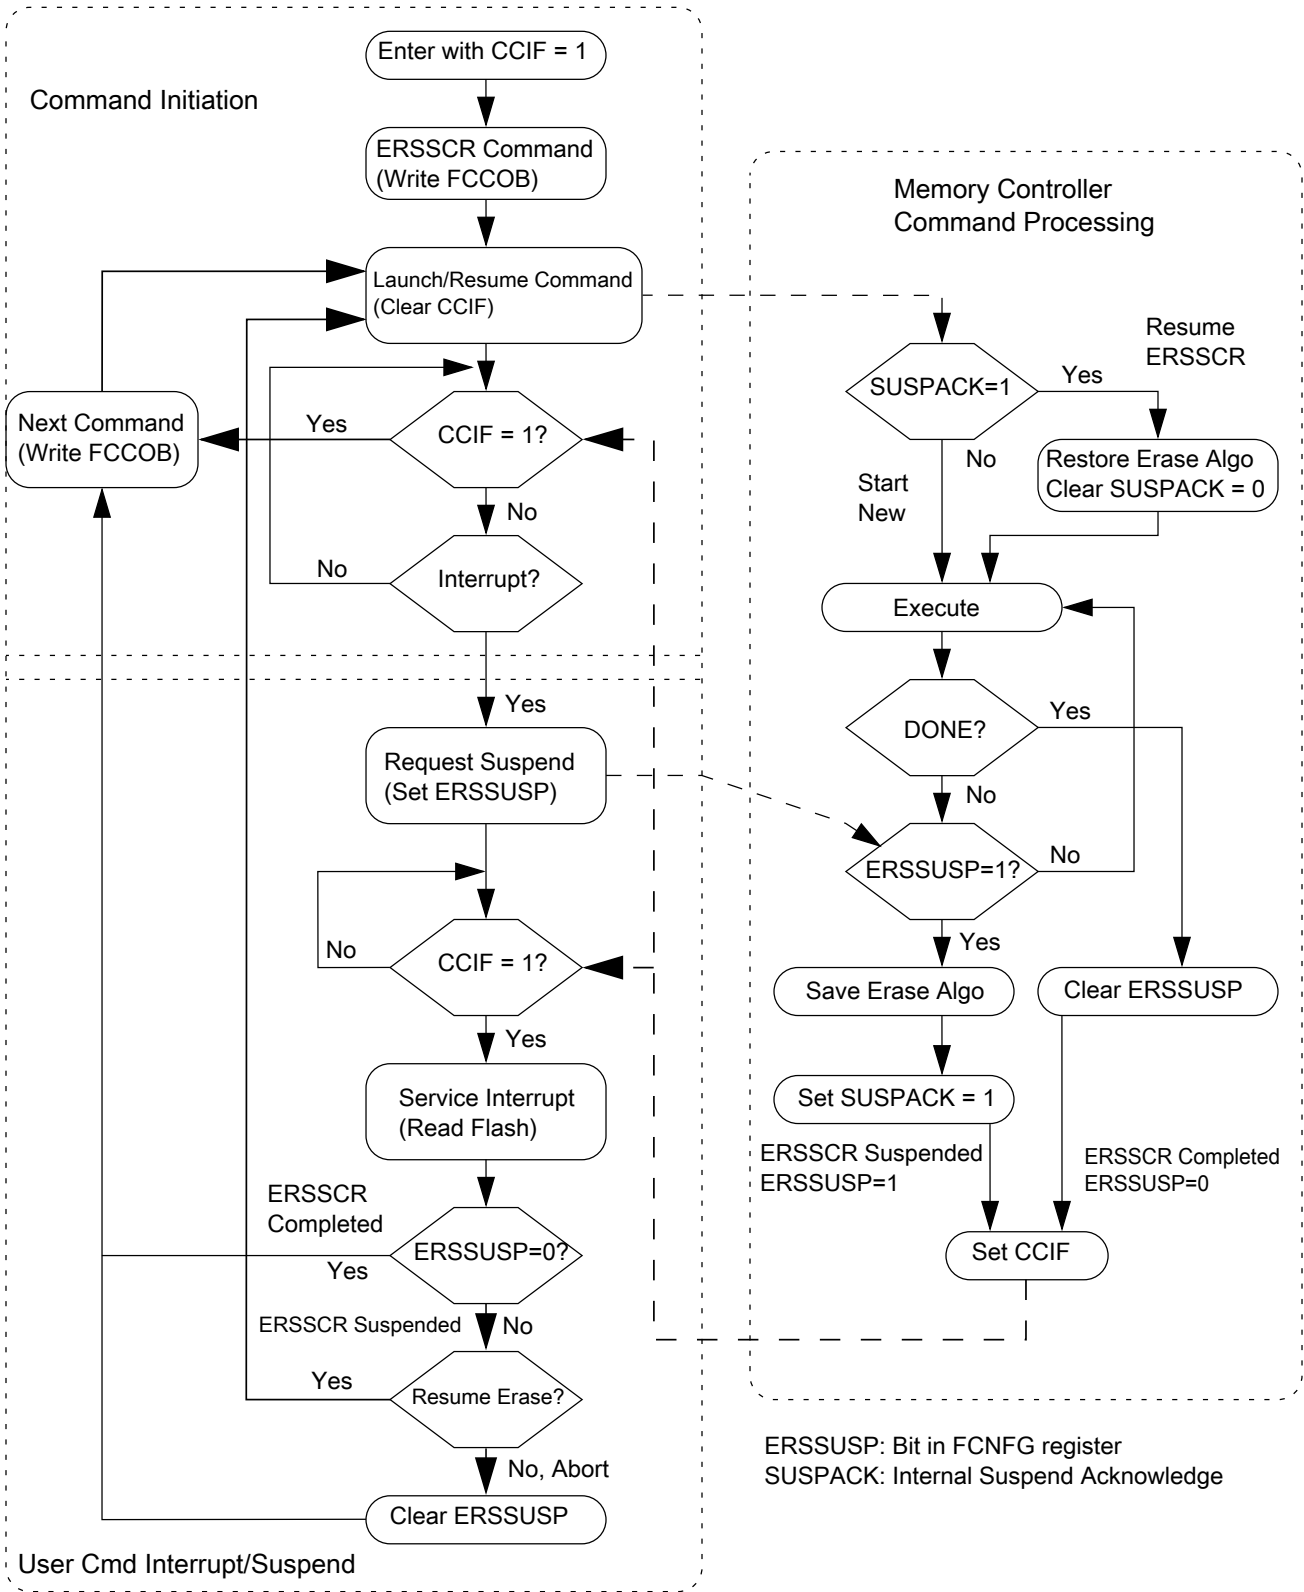 Enter with CCIF = 1
Command Initiation
ERSSCR Command
(Write FCCOB)
Launch/Resume Command
(Clear CCIF)
Next Command
(Write FCCOB)
Yes
CCIF = 1?
No
No
Interrupt?
Yes
Request Suspend
(Set ERSSUSP)
No
CCIF = 1?
Yes
Service Interrupt
(Read Flash)
ERSSCR
Completed
ERSSUSP=0?
Yes
ERSSCR Suspended
No
Yes
Resume Erase?
No, Abort
Clear ERSSUSP
User Cmd Interrupt/Suspend
Memory Controller
Command Processing
Resume
ERSSCR
SUSPACK=1
Yes
No
Start
New
Restore Erase Algo
Clear SUSPACK = 0
Execute
DONE?
Yes
No
ERSSUSP=1?
No
Yes
Save Erase Algo
Clear ERSSUSP
Set SUSPACK = 1
ERSSCR Suspended
ERSSUSP=1
ERSSCR Completed
ERSSUSP=0
Set CCIF
ERSSUSP: Bit in FCNFG register
SUSPACK: Internal Suspend Acknowledge